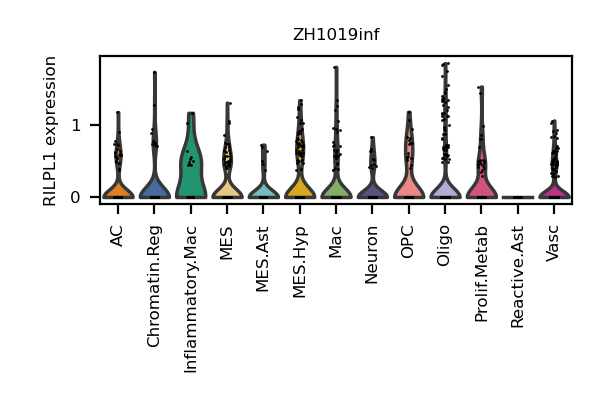 ZH1019inf
RILPL1 expression
1
0
AC
Chromatin.Reg
Inflammatory.Mac
MES
MES.Ast
MES.Hyp
Mac
Neuron
OPC
Oligo
Prolif.Metab
Reactive.Ast
Vasc